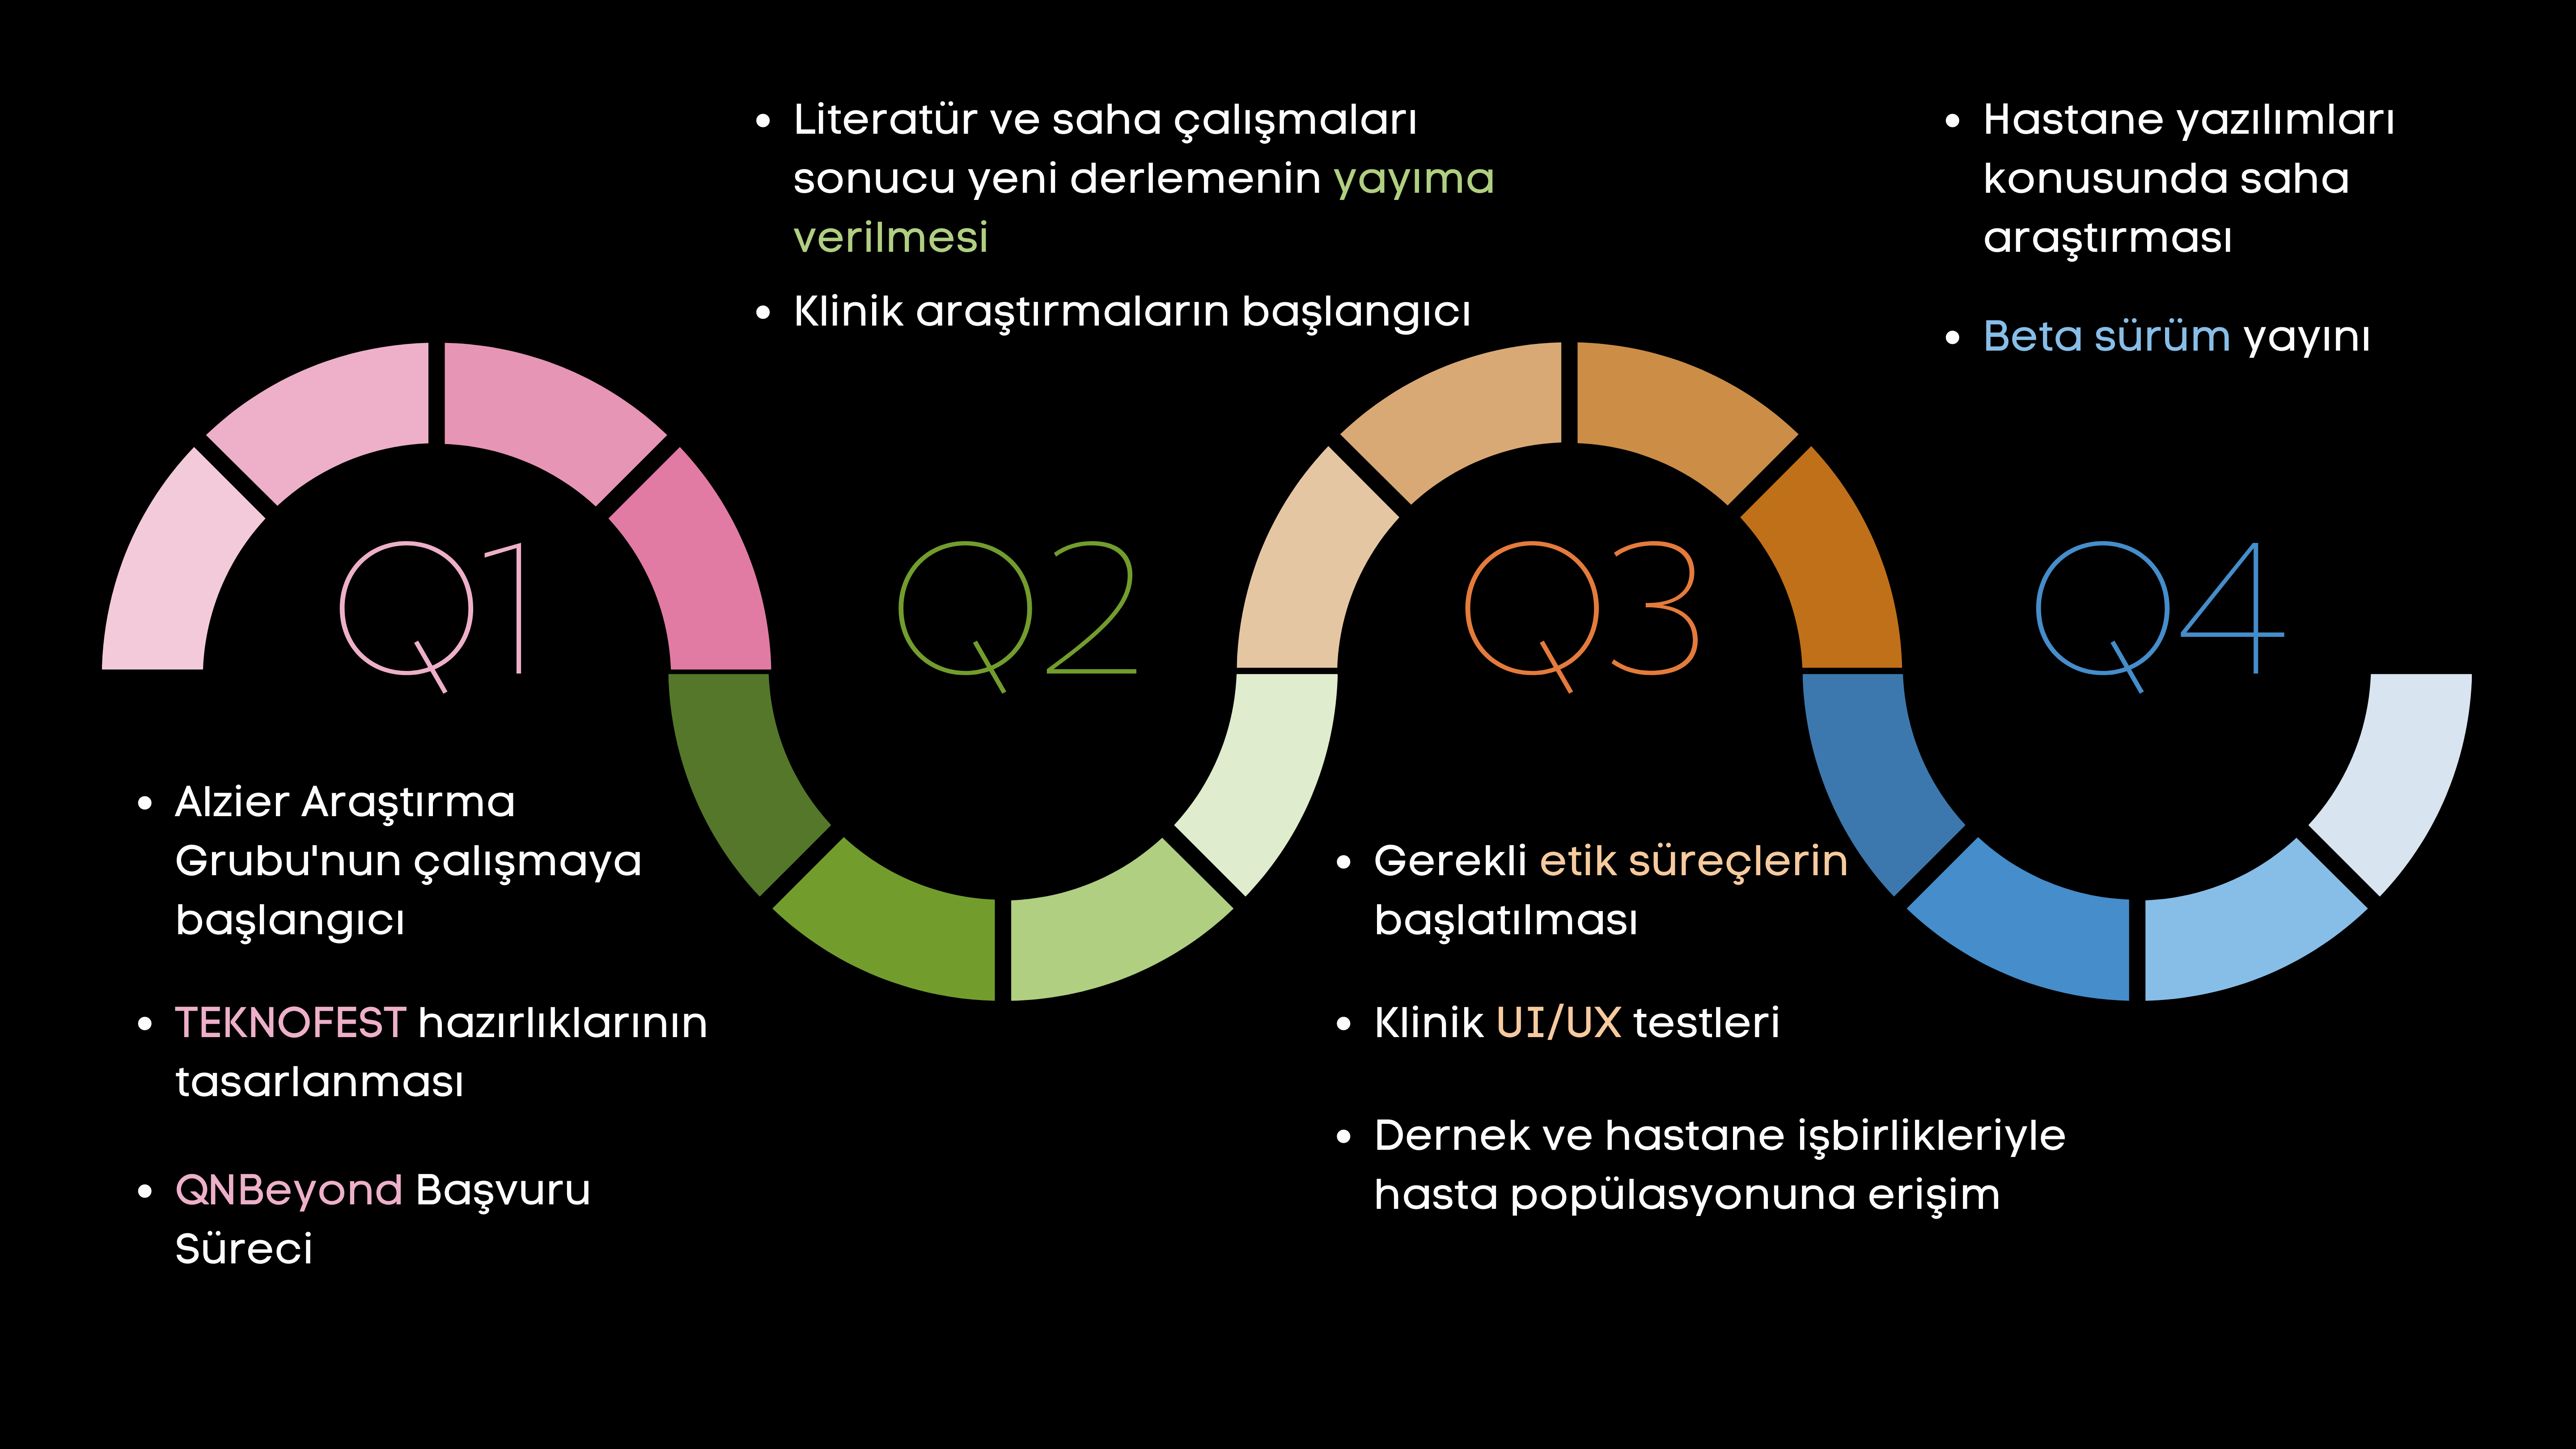 Q1
• Alzier Araştırma
Grubu'nun çalışmaya
başlangıcı
• TEKNOFEST hazırlıklarının
tasarlanması
• QNBeyond Başvuru
Süreci
Q2
• Literatür ve saha çalışmaları
sonucu yeni derlemenin yayıma
verilmesi
• Klinik araştırmaların başlangıcı
Q3
• Gerekli etik süreçlerin
başlatılması
• Klinik UI/UX testleri
• Dernek ve hastane işbirlikleriyle
hasta popülasyonuna erişim
Q4
• Hastane yazılımları
konusunda saha
araştırması
• Beta sürüm yayını